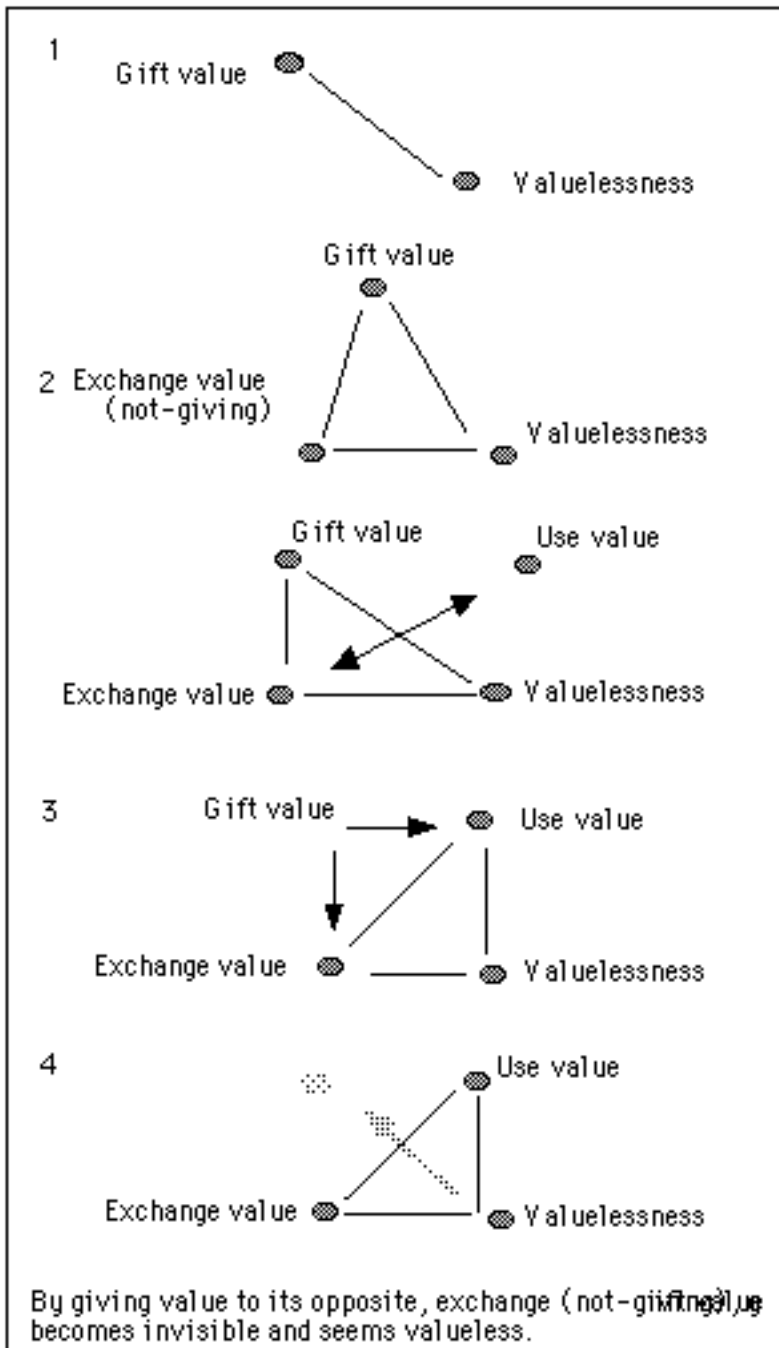 1
Gift value
Valuelessness
Gift value
2 Exchange value
(not-giving)
Valuelessness
Gift value
Use value
Exchange value
Valuelessness
3
Gift value
Use value
Exchange value
Valuelessness
4
Use value
Exchange value
Valuelessness
By giving value to its opposite, exchange
becomes invisible and seems valueless.